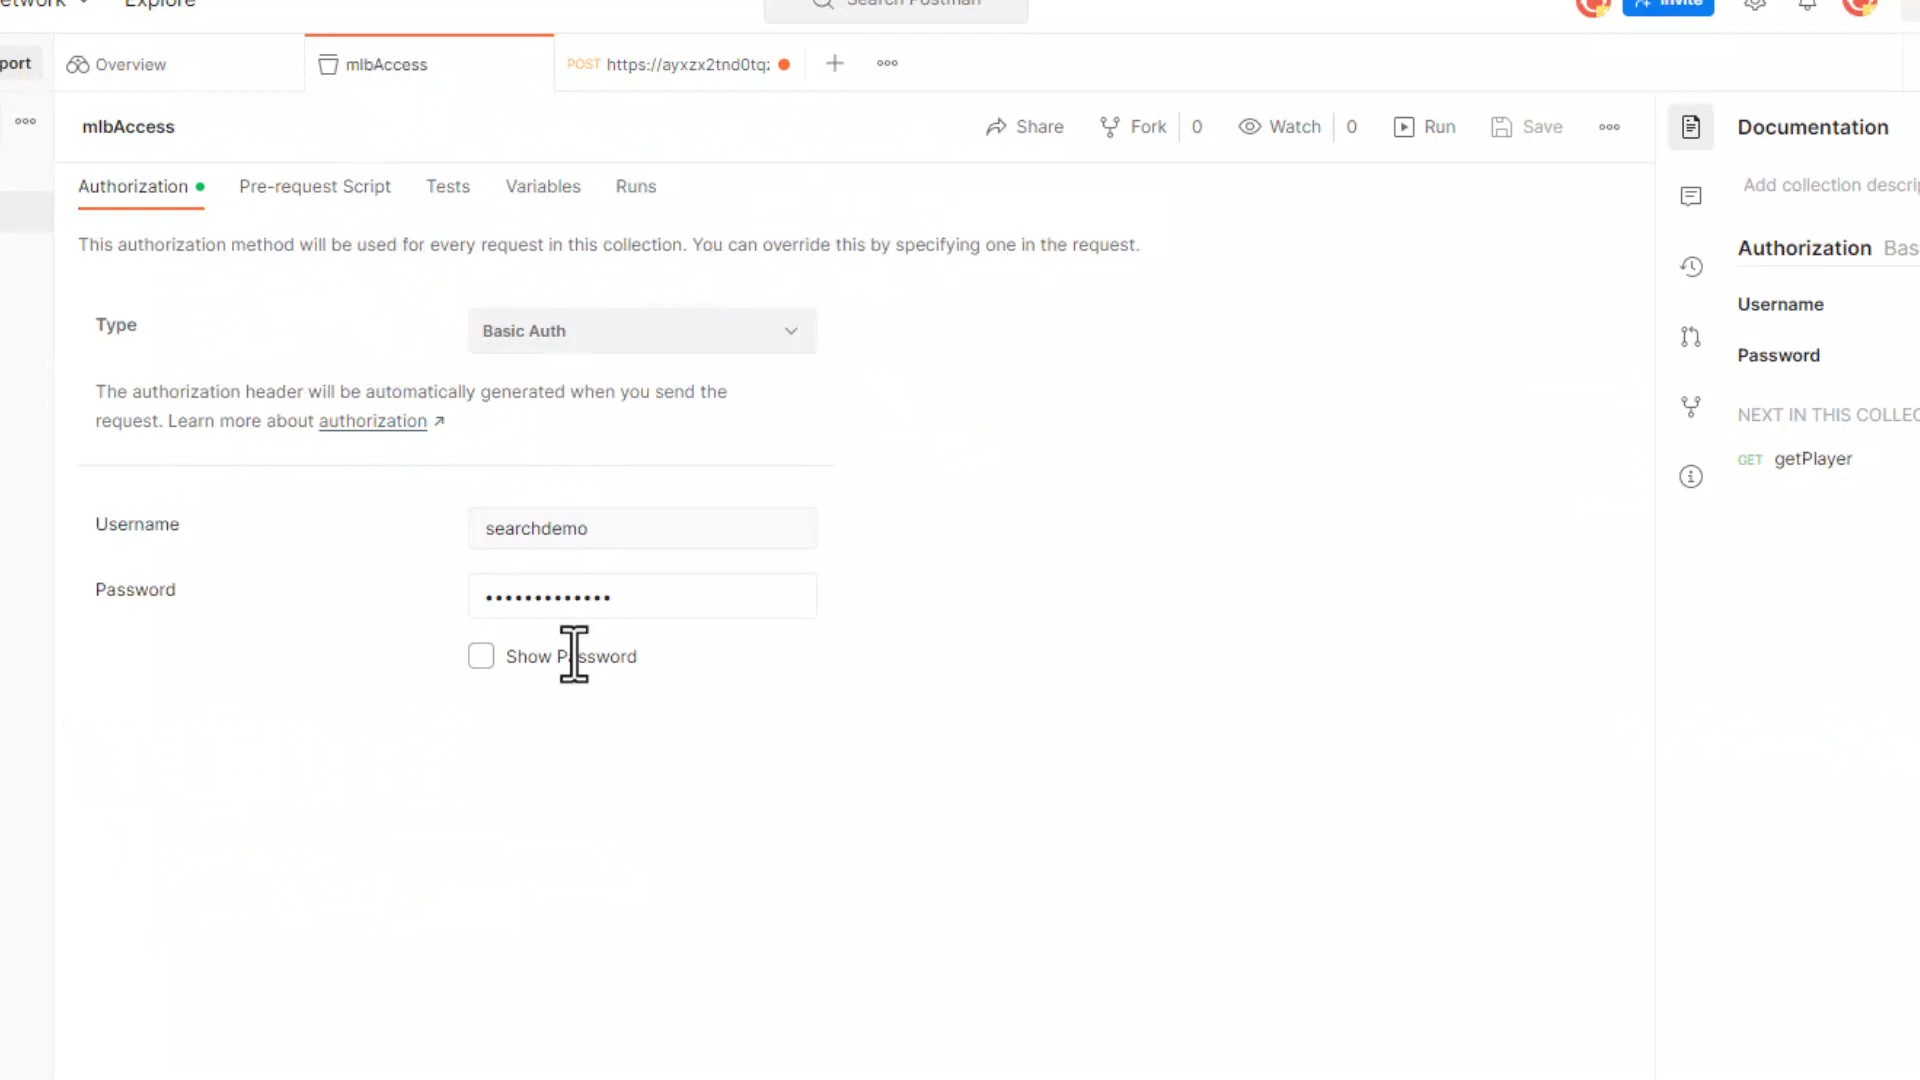 Explore
Search Postman
Invite
port
Overview
mlbAccess
POST https://ayxzx2tnd0tq
mlbAccess
Share
Fork
0
Watch
0
Run
Save
Documentation
Authorization
Pre-request Script
Tests
Variables
Runs
Add collection descrip
This authorization method will be used for every request in this collection. You can override this by specifying one in the request.
Authorization Bas
Type
Basic Auth
Username
Password
The authorization header will be automatically generated when you send the
request. Learn more about authorization ↗
NEXT IN THIS COLLEC
GET getPlayer
Username
searchdemo
Password
•••••••••••••
Show Password